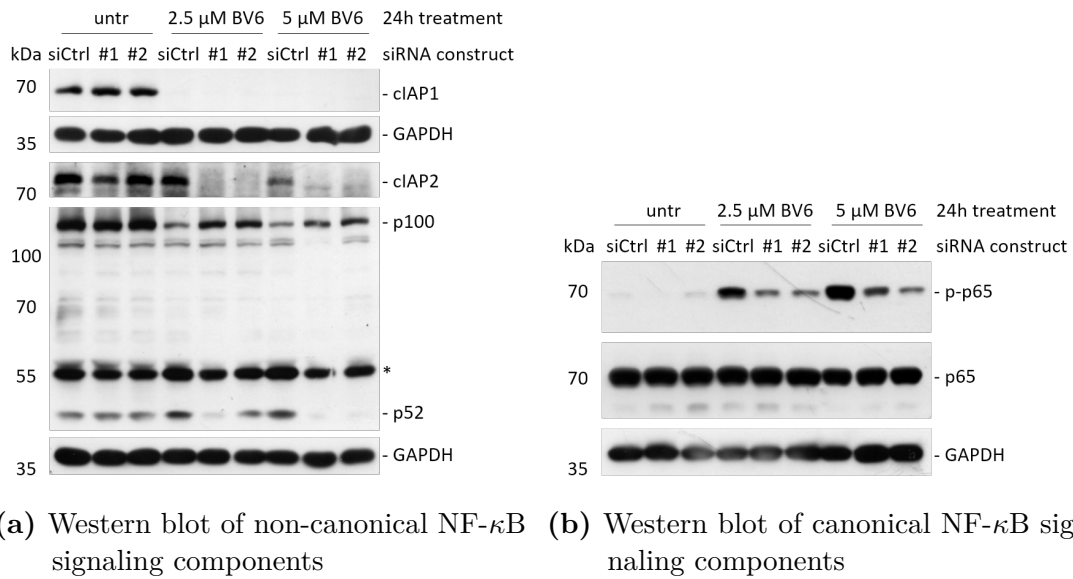 untr 2.5 µM BV6 5 µM BV6 24h treatment
kDa siCtrl #1 #2 siCtrl #1 #2 siCtrl #1 #2 siRNA construct
70 - cIAP1
35 - GAPDH
70 - cIAP2
- p100
100
70
55 *
- p52
35 - GAPDH
(a) Western blot of non-canonical NF-κB
signaling components
untr 2.5 µM BV6 5 µM BV6 24h treatment
kDa siCtrl #1 #2 siCtrl #1 #2 siCtrl #1 #2 siRNA construct
70 - p-p65
70 - p65
35 - GAPDH
(b) Western blot of canonical NF-κB sig
naling components